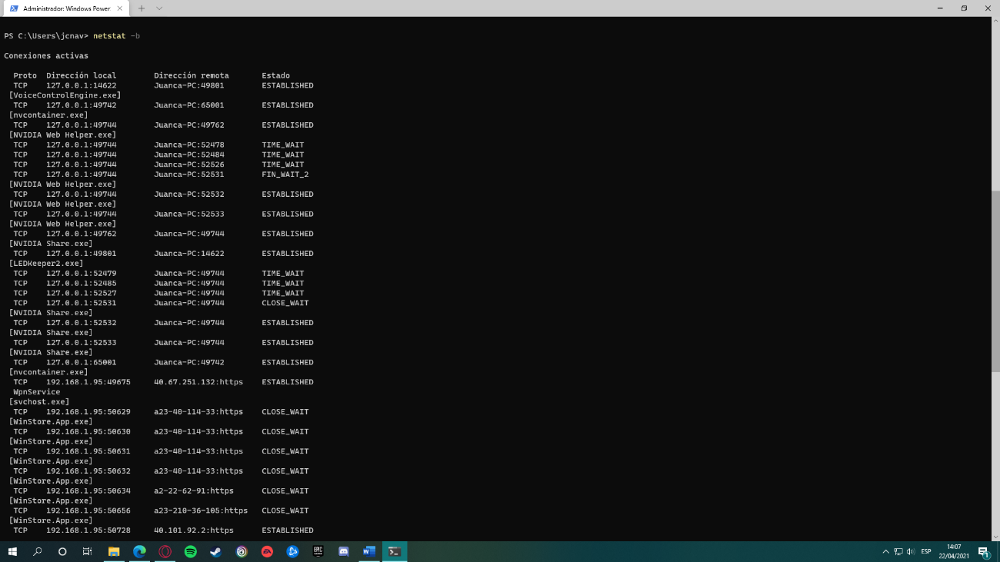 Administrador: Windows Power
PS C:\Users\jcnav> netstat -b
Conexiones activas
Proto  Dirección local        Dirección remota       Estado
TCP    127.0.0.1:14622        Juanca-PC:49801        ESTABLISHED
[VoiceControlEngine.exe]
TCP    127.0.0.1:49742        Juanca-PC:65001        ESTABLISHED
[nvcontainer.exe]
TCP    127.0.0.1:49744        Juanca-PC:49762        ESTABLISHED
[NVIDIA Web Helper.exe]
TCP    127.0.0.1:49744        Juanca-PC:52478        TIME_WAIT
TCP    127.0.0.1:49744        Juanca-PC:52484        TIME_WAIT
TCP    127.0.0.1:49744        Juanca-PC:52526        TIME_WAIT
TCP    127.0.0.1:49744        Juanca-PC:52531        FIN_WAIT_2
[NVIDIA Web Helper.exe]
TCP    127.0.0.1:49744        Juanca-PC:52532        ESTABLISHED
[NVIDIA Web Helper.exe]
TCP    127.0.0.1:49744        Juanca-PC:52533        ESTABLISHED
[NVIDIA Web Helper.exe]
TCP    127.0.0.1:49762        Juanca-PC:49744        ESTABLISHED
[NVIDIA Share.exe]
TCP    127.0.0.1:49801        Juanca-PC:14622        ESTABLISHED
[LEDKeeper2.exe]
TCP    127.0.0.1:52479        Juanca-PC:49744        TIME_WAIT
TCP    127.0.0.1:52485        Juanca-PC:49744        TIME_WAIT
TCP    127.0.0.1:52527        Juanca-PC:49744        TIME_WAIT
TCP    127.0.0.1:52531        Juanca-PC:49744        CLOSE_WAIT
[NVIDIA Share.exe]
TCP    127.0.0.1:52532        Juanca-PC:49744        ESTABLISHED
[NVIDIA Share.exe]
TCP    127.0.0.1:52533        Juanca-PC:49744        ESTABLISHED
[NVIDIA Share.exe]
TCP    127.0.0.1:65001        Juanca-PC:49742        ESTABLISHED
[nvcontainer.exe]
TCP    192.168.1.95:49675     40.67.251.132:https    ESTABLISHED
WpnService
[svchost.exe]
TCP    192.168.1.95:50629     a23-40-114-33:https    CLOSE_WAIT
[WinStore.App.exe]
TCP    192.168.1.95:50630     a23-40-114-33:https    CLOSE_WAIT
[WinStore.App.exe]
TCP    192.168.1.95:50631     a23-40-114-33:https    CLOSE_WAIT
[WinStore.App.exe]
TCP    192.168.1.95:50632     a23-40-114-33:https    CLOSE_WAIT
[WinStore.App.exe]
TCP    192.168.1.95:50634     a2-22-62-91:https      CLOSE_WAIT
[WinStore.App.exe]
TCP    192.168.1.95:50656     a23-210-36-105:https   CLOSE_WAIT
[WinStore.App.exe]
TCP    192.168.1.95:50728     40.101.92.2:https      ESTABLISHED
EA
EPIC GAMES
W
ESP
14:07
22/04/2021
1